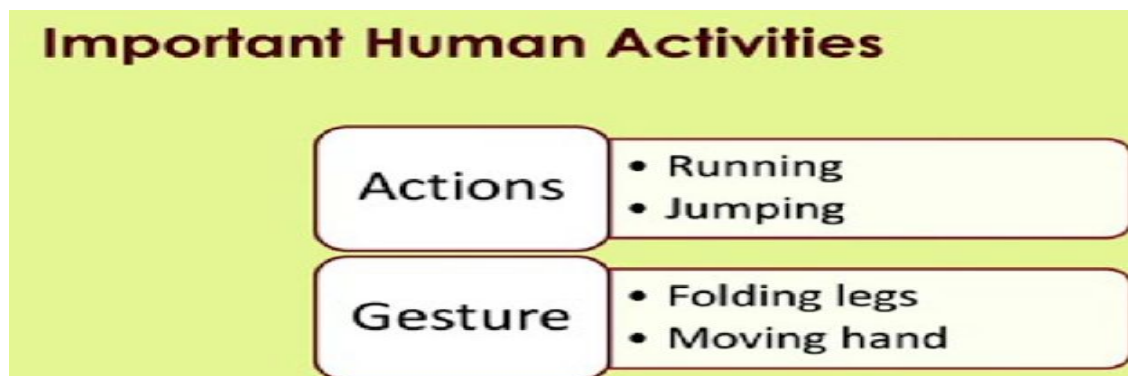 Important Human Activities
Actions
• Running
• Jumping
Gesture
• Folding legs
• Moving hand